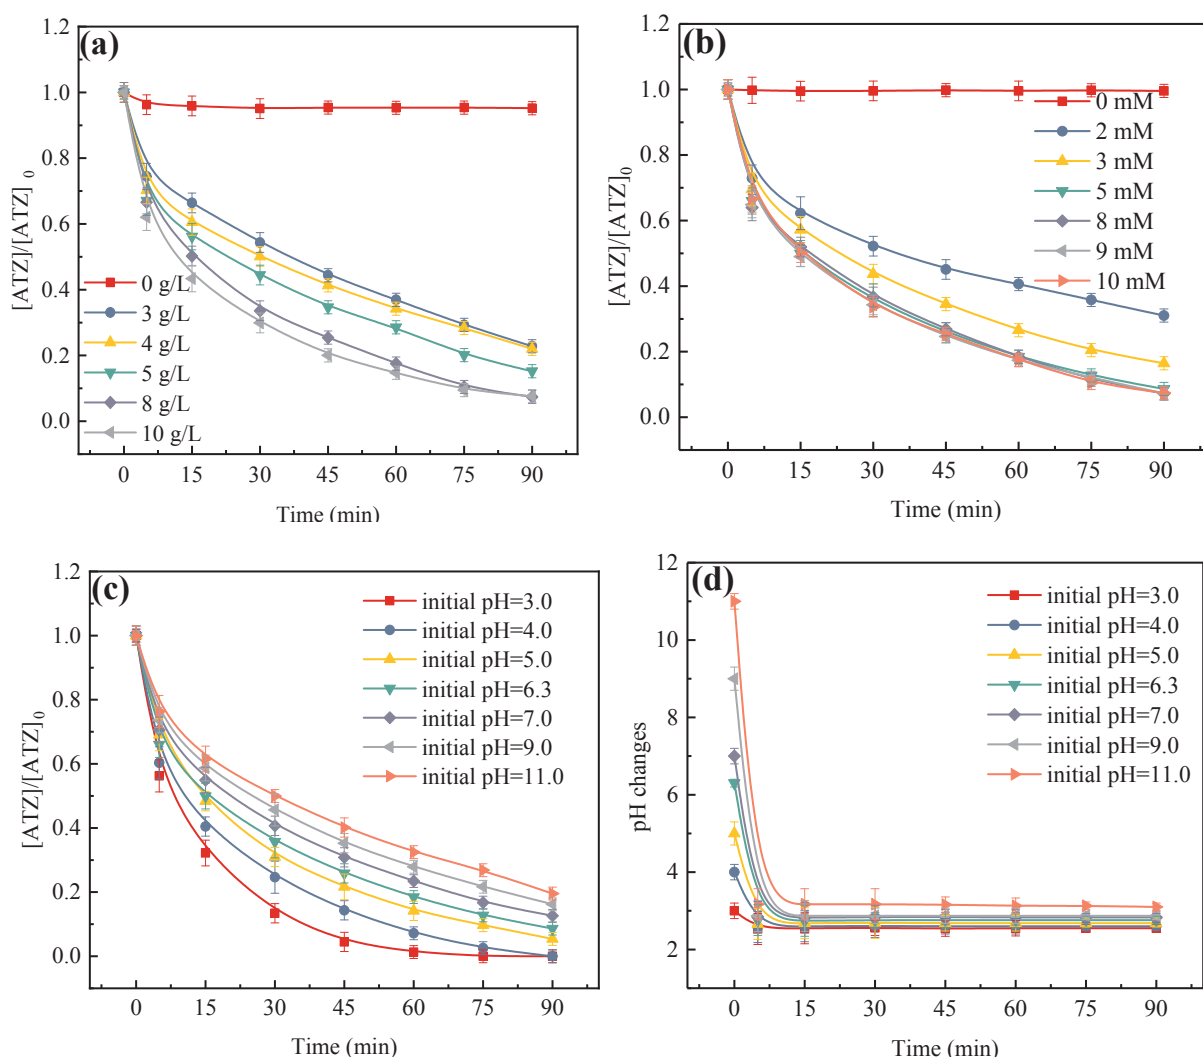 (a)
1.2
1.0
0.8
0.6
0.4
0.2
0.0
[ATZ]/[ATZ]0
0 g/L
3 g/L
4 g/L
5 g/L
8 g/L
10 g/L
0 15 30 45 60 75 90
Time (min)
(b)
1.2
1.0
0.8
0.6
0.4
0.2
0.0
[ATZ]/[ATZ]0
0 mM
2 mM
3 mM
5 mM
8 mM
9 mM
10 mM
0 15 30 45 60 75 90
Time (min)
(c)
1.2
1.0
0.8
0.6
0.4
0.2
0.0
[ATZ]/[ATZ]0
initial pH=3.0
initial pH=4.0
initial pH=5.0
initial pH=6.3
initial pH=7.0
initial pH=9.0
initial pH=11.0
0 15 30 45 60 75 90
Time (min)
(d)
12
10
8
6
4
2
pH changes
initial pH=3.0
initial pH=4.0
initial pH=5.0
initial pH=6.3
initial pH=7.0
initial pH=9.0
initial pH=11.0
0 15 30 45 60 75 90
Time (min)